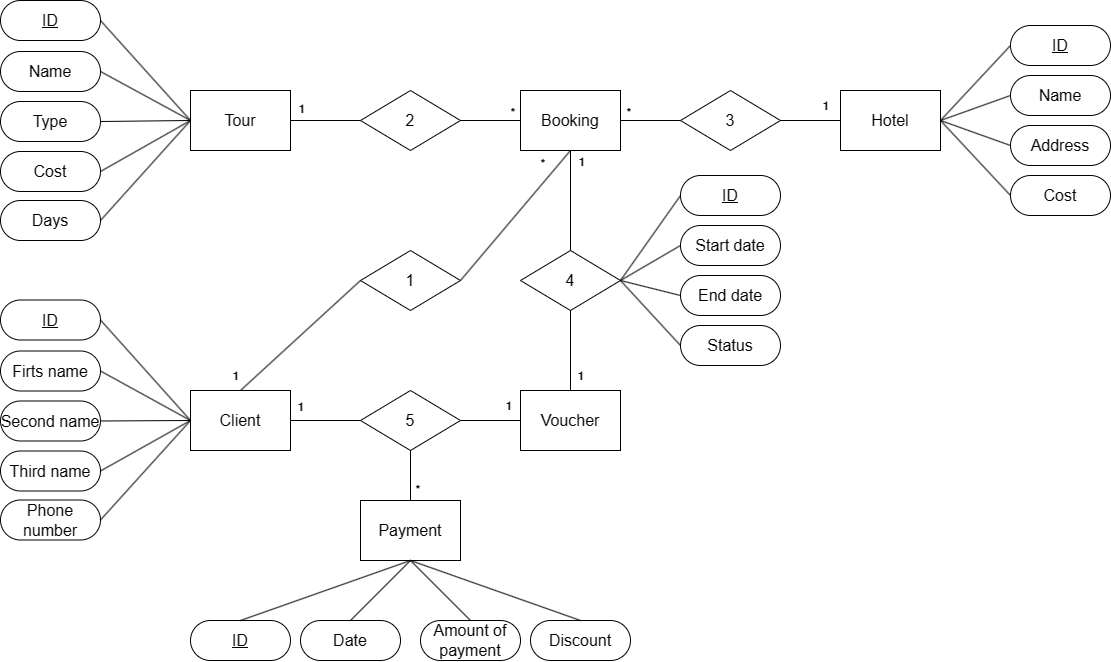 ID
Name
Type
Cost
Days
Tour
1
2
*
Booking
*
3
1
Hotel
ID
Name
Address
Cost
*
1
ID
Start date
End date
Status
1
4
1
1
ID
Firts name
Second name
Third name
Phone
number
Client
1
5
1
Voucher
*
Payment
ID
Date
Amount of
payment
Discount